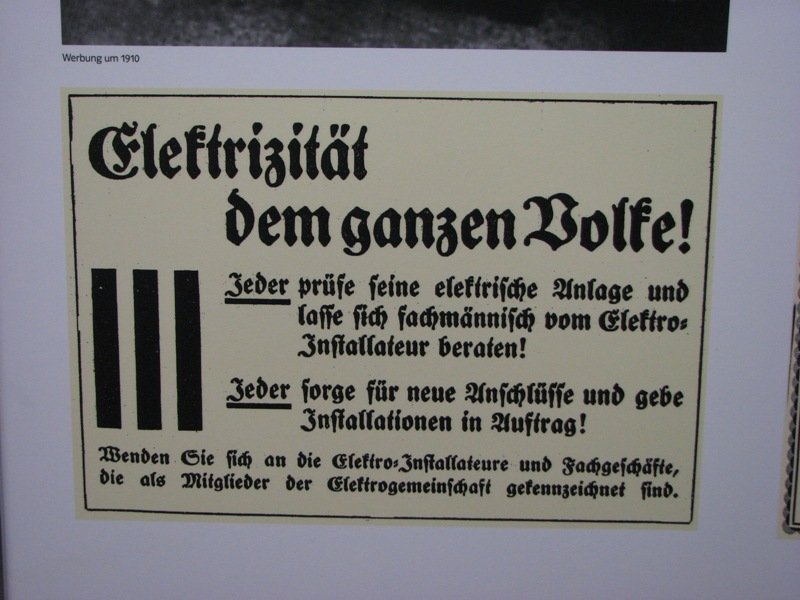 Werbung um 1910
Elektrizität
dem ganzen Volke!
Jeder prüfe seine elektrische Anlage und
lasse sich fachmännisch vom Elektro-
Installateur beraten!
Jeder sorge für neue Anschlüsse und gebe
Installationen in Auftrag!
Wenden Sie sich an die Elektro-Installateure und Fachgeschäfte,
die als Mitglieder der Elektrogemeinschaft gekennzeichnet sind.